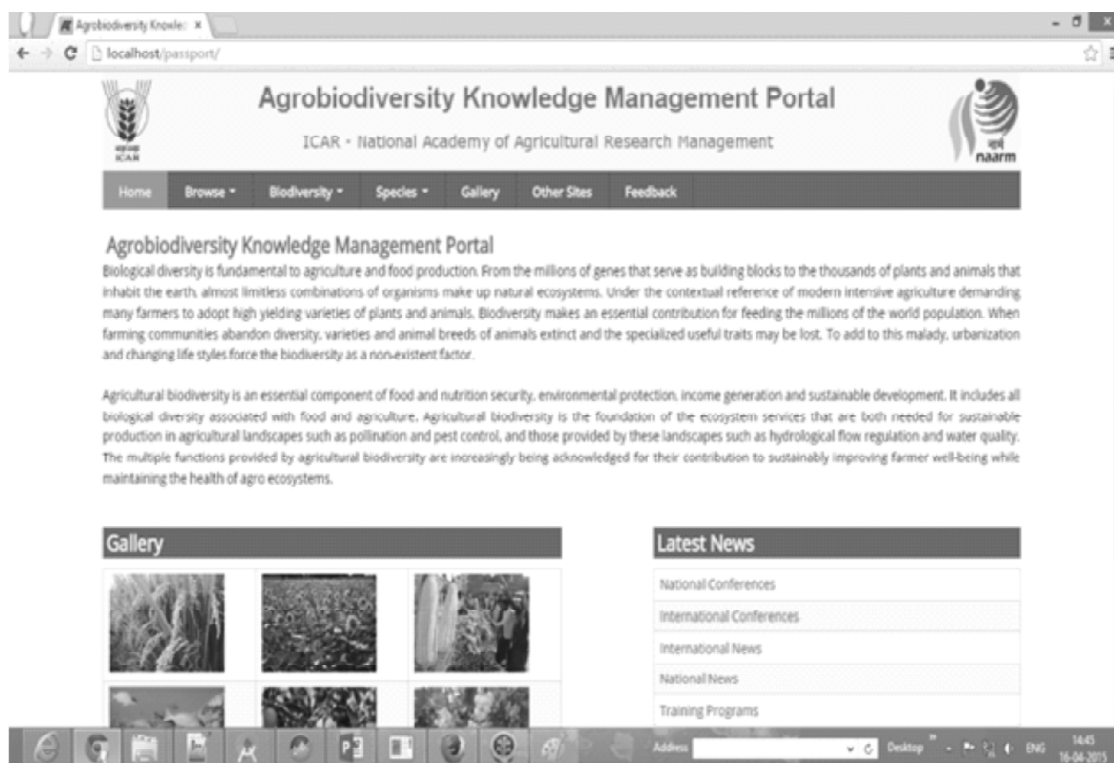 Agrobiodiversity Knowle: ×
localhost/passport/
Agrobiodiversity Knowledge Management Portal
ICAR - National Academy of Agricultural Research Management
ICAR
naarm
Home Browse Biodiversity Species Gallery Other Sites Feedback
Agrobiodiversity Knowledge Management Portal
Biological diversity is fundamental to agriculture and food production. From the millions of genes that serve as building blocks to the thousands of plants and animals that
inhabit the earth, almost limitless combinations of organisms make up natural ecosystems. Under the contextual reference of modern intensive agriculture demanding
many farmers to adopt high yielding varieties of plants and animals. Biodiversity makes an essential contribution for feeding the millions of the world population. When
farming communities abandon diversity, varieties and animal breeds of animals extinct and the specialized useful traits may be lost. To add to this malady, urbanization
and changing life styles force the biodiversity as a non-existent factor.
Agricultural biodiversity is an essential component of food and nutrition security, environmental protection, income generation and sustainable development. It includes all
biological diversity associated with food and agriculture. Agricultural biodiversity is the foundation of the ecosystem services that are both needed for sustainable
production in agricultural landscapes such as pollination and pest control, and those provided by these landscapes such as hydrological flow regulation and water quality.
The multiple functions provided by agricultural biodiversity are increasingly being acknowledged for their contribution to sustainably improving farmer well-being while
maintaining the health of agro ecosystems.
Gallery
Latest News
National Conferences
International Conferences
International News
National News
Training Programs
Address
Desktop
ENG
14:45
16-04-2015